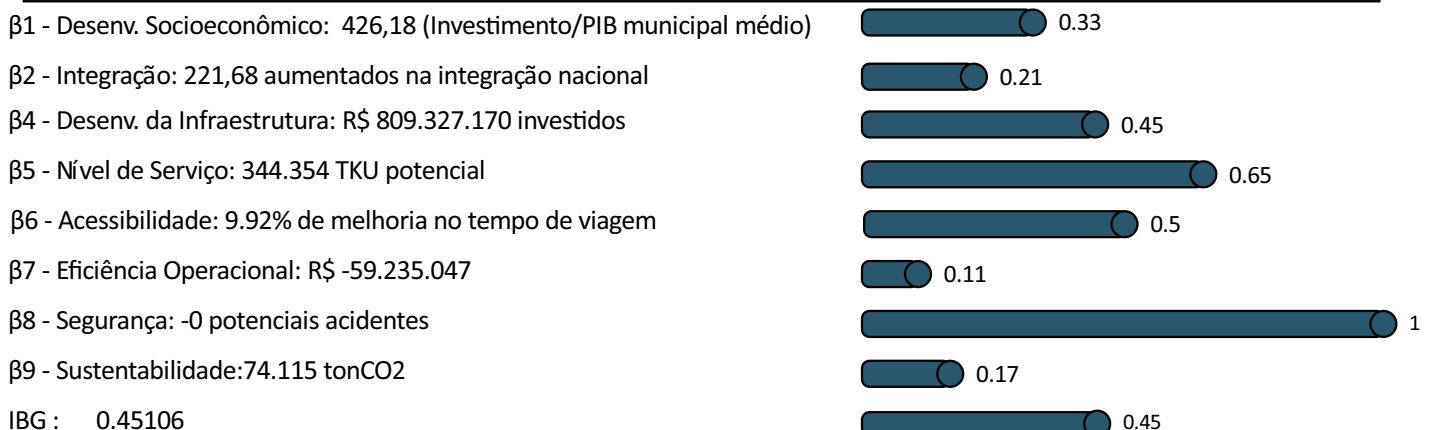 β1 - Desenv. Socioeconômico: 426,18 (Investimento/PIB municipal médio) 0.33
β2 - Integração: 221,68 aumentados na integração nacional 0.21
β4 - Desenv. da Infraestrutura: R$ 809.327.170 investidos 0.45
β5 - Nível de Serviço: 344.354 TKU potencial 0.65
β6 - Acessibilidade: 9.92% de melhoria no tempo de viagem 0.5
β7 - Eficiência Operacional: R$ -59.235.047 0.11
β8 - Segurança: -0 potenciais acidentes 1
β9 - Sustentabilidade:74.115 tonCO2 0.17
IBG : 0.45106 0.45